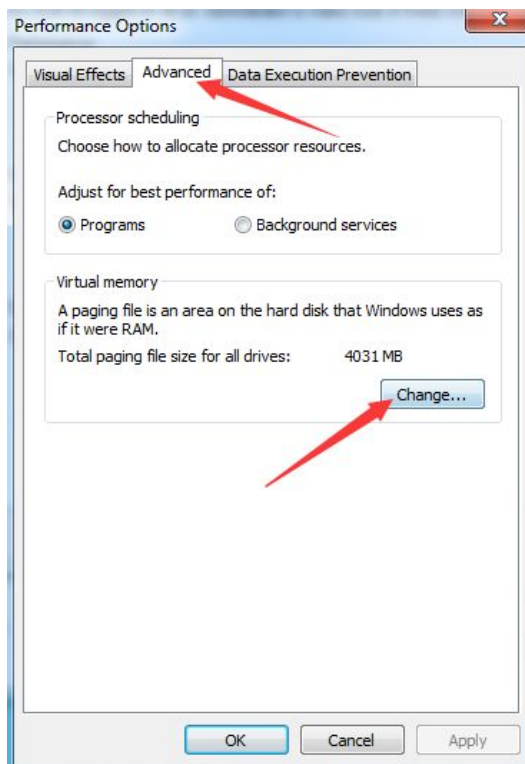 Performance Options
Visual Effects
Advanced
Data Execution Prevention
Processor scheduling
Choose how to allocate processor resources.
Adjust for best performance of:
Programs
Background services
Virtual memory
A paging file is an area on the hard disk that Windows uses as
if it were RAM.
Total paging file size for all drives: 4031 MB
Change...
OK
Cancel
Apply